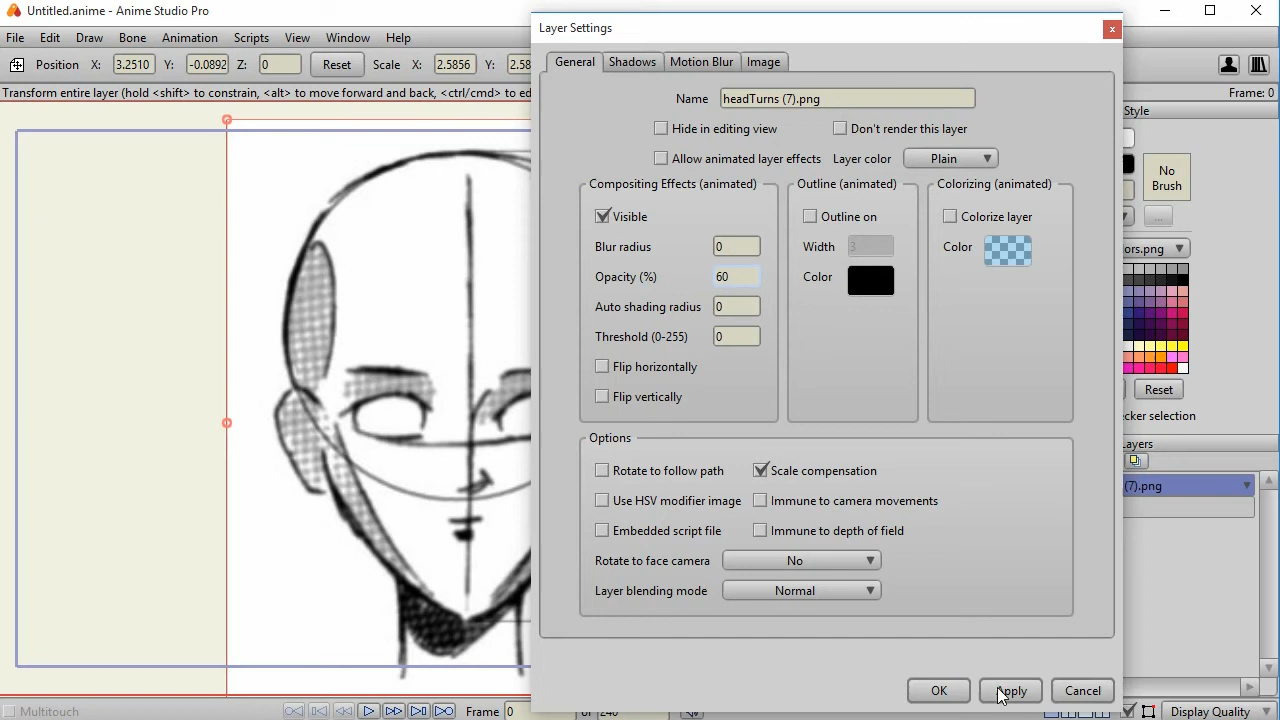 Untitled.anime - Anime Studio Pro
File Edit Draw Bone Animation Scripts View Window Help
Position X: 3.2510 Y: -0.0892 Z: 0 Reset Scale X: 2.5856 Y: 2.58
Transform entire layer (hold <shift> to constrain, <alt> to move forward and back, <ctrl/cmd> to ed
Frame: 0
Layer Settings
General Shadows Motion Blur Image
Name headTurns (7).png
Hide in editing view Don't render this layer
Allow animated layer effects Layer color Plain
Compositing Effects (animated) Outline (animated) Colorizing (animated)
Visible Outline on Colorize layer
Blur radius 0 Width 3 Color
Opacity (%) 60 Color
Auto shading radius 0
Threshold (0-255) 0
Flip horizontally
Flip vertically
Options
Rotate to follow path Scale compensation
Use HSV modifier image Immune to camera movements
Embedded script file Immune to depth of field
Rotate to face camera No
Layer blending mode Normal
OK Apply Cancel
Style
No
Brush
...
ors.png
Reset
cker selection
Layers
(7).png
Multitouch Frame 0 of 240 Display Quality